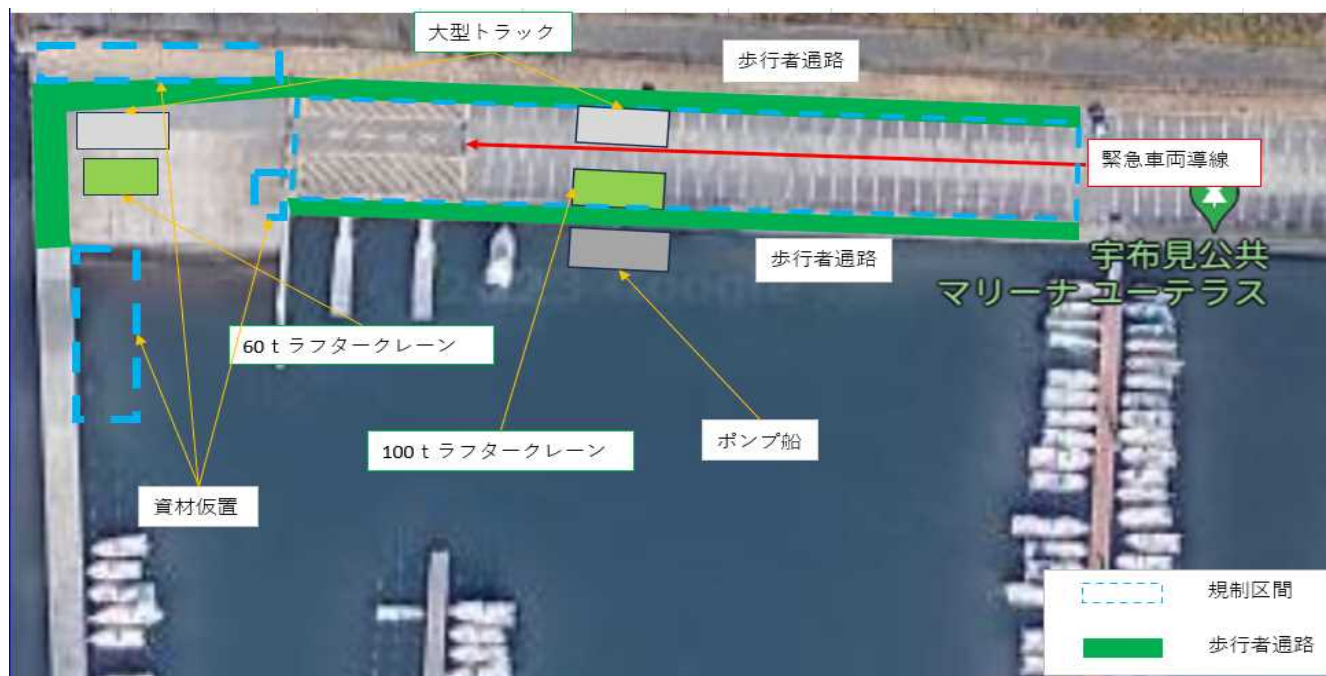 大型トラック
歩行者通路
緊急車両導線
歩行者通路
宇布見公共
マリーナ ユーテラス
60ｔラフタークレーン
100ｔラフタークレーン
ポンプ船
資材仮置
規制区間
歩行者通路